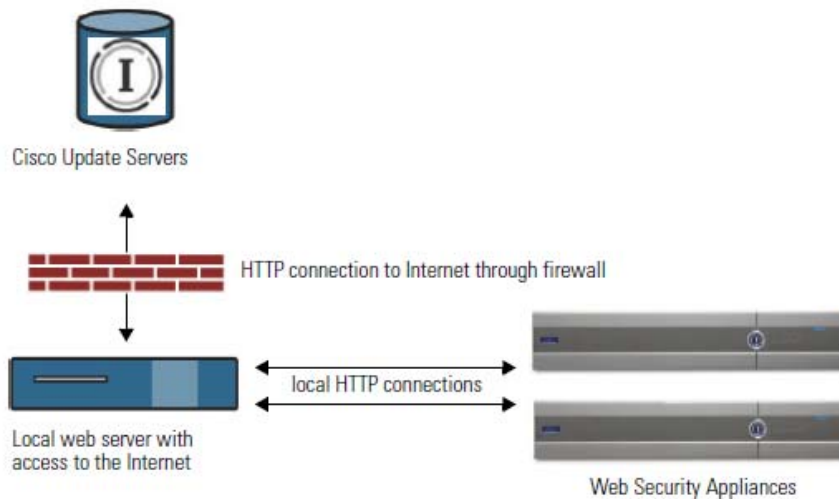 I
Cisco Update Servers
HTTP connection to Internet through firewall
local HTTP connections
Local web server with
access to the Internet
Web Security Appliances